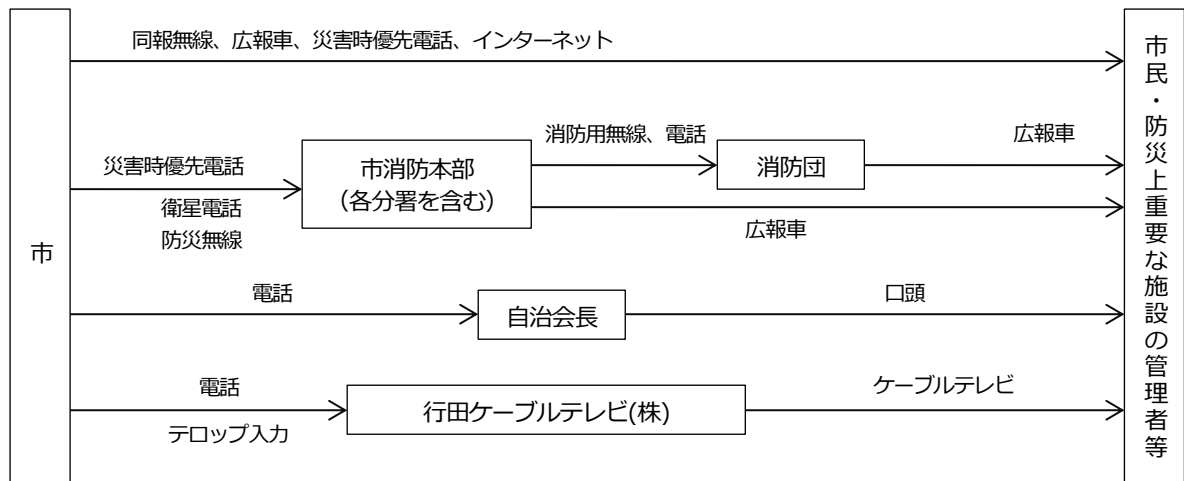 同報無線、広報車、災害時優先電話、インターネット
市
市民・防災上重要な施設の管理者等
災害時優先電話
衛星電話
防災無線
市消防本部
（各分署を含む）
消防用無線、電話
消防団
広報車
広報車
電話
自治会長
口頭
電話
テロップ入力
行田ケーブルテレビ(株)
ケーブルテレビ